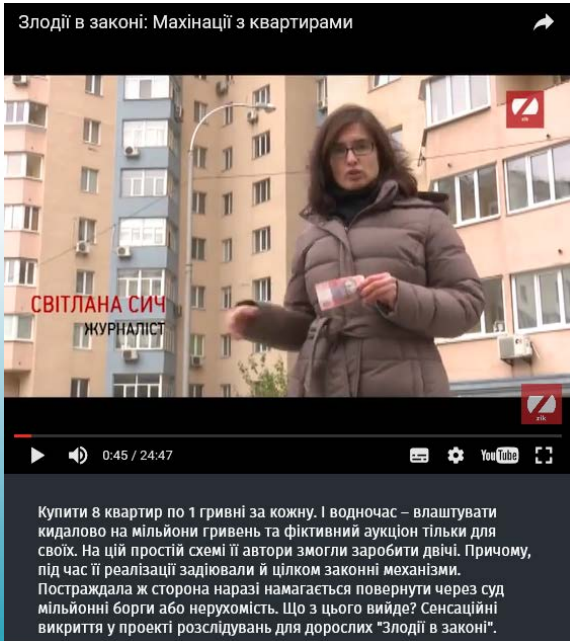 Злодії в законі: Махінації з квартирами
zik
СВІТЛАНА СИЧ
ЖУРНАЛІСТ
zik
0:45 / 24:47
YouTube
Купити 8 квартир по 1 гривні за кожну. І водночас – влаштувати
кидалово на мільйони гривень та фіктивний аукціон тільки для
своїх. На цій простій схемі її автори змогли заробити двічі. Причому,
під час її реалізації задіювали й цілком законні механізми.
Постраждала ж сторона наразі намагається повернути через суд
мільйонні борги або нерухомість. Що з цього вийде? Сенсаційні
викриття у проекті розслідувань для дорослих "Злодії в законі".